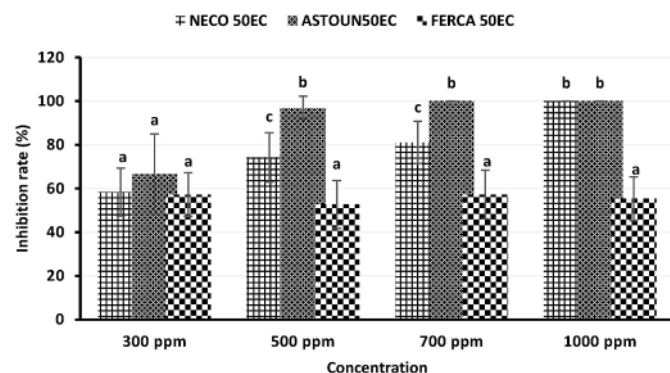 NECO 50EC ASTOUN50EC FERCA 50EC
120
100
80
60
40
20
0
Inhibition rate (%)
a a a
c b a
c b a
b b a
300 ppm 500 ppm 700 ppm 1000 ppm
Concentration